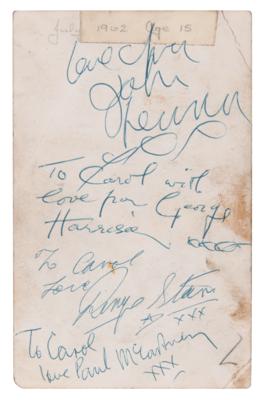 July 1962 Age 15
love from
John
Lennon
To Carol with
love from George
Harrison xxxx
To Carol
Love
Ringo Starr
xxx
To Carol
love Paul McCartney
xxx